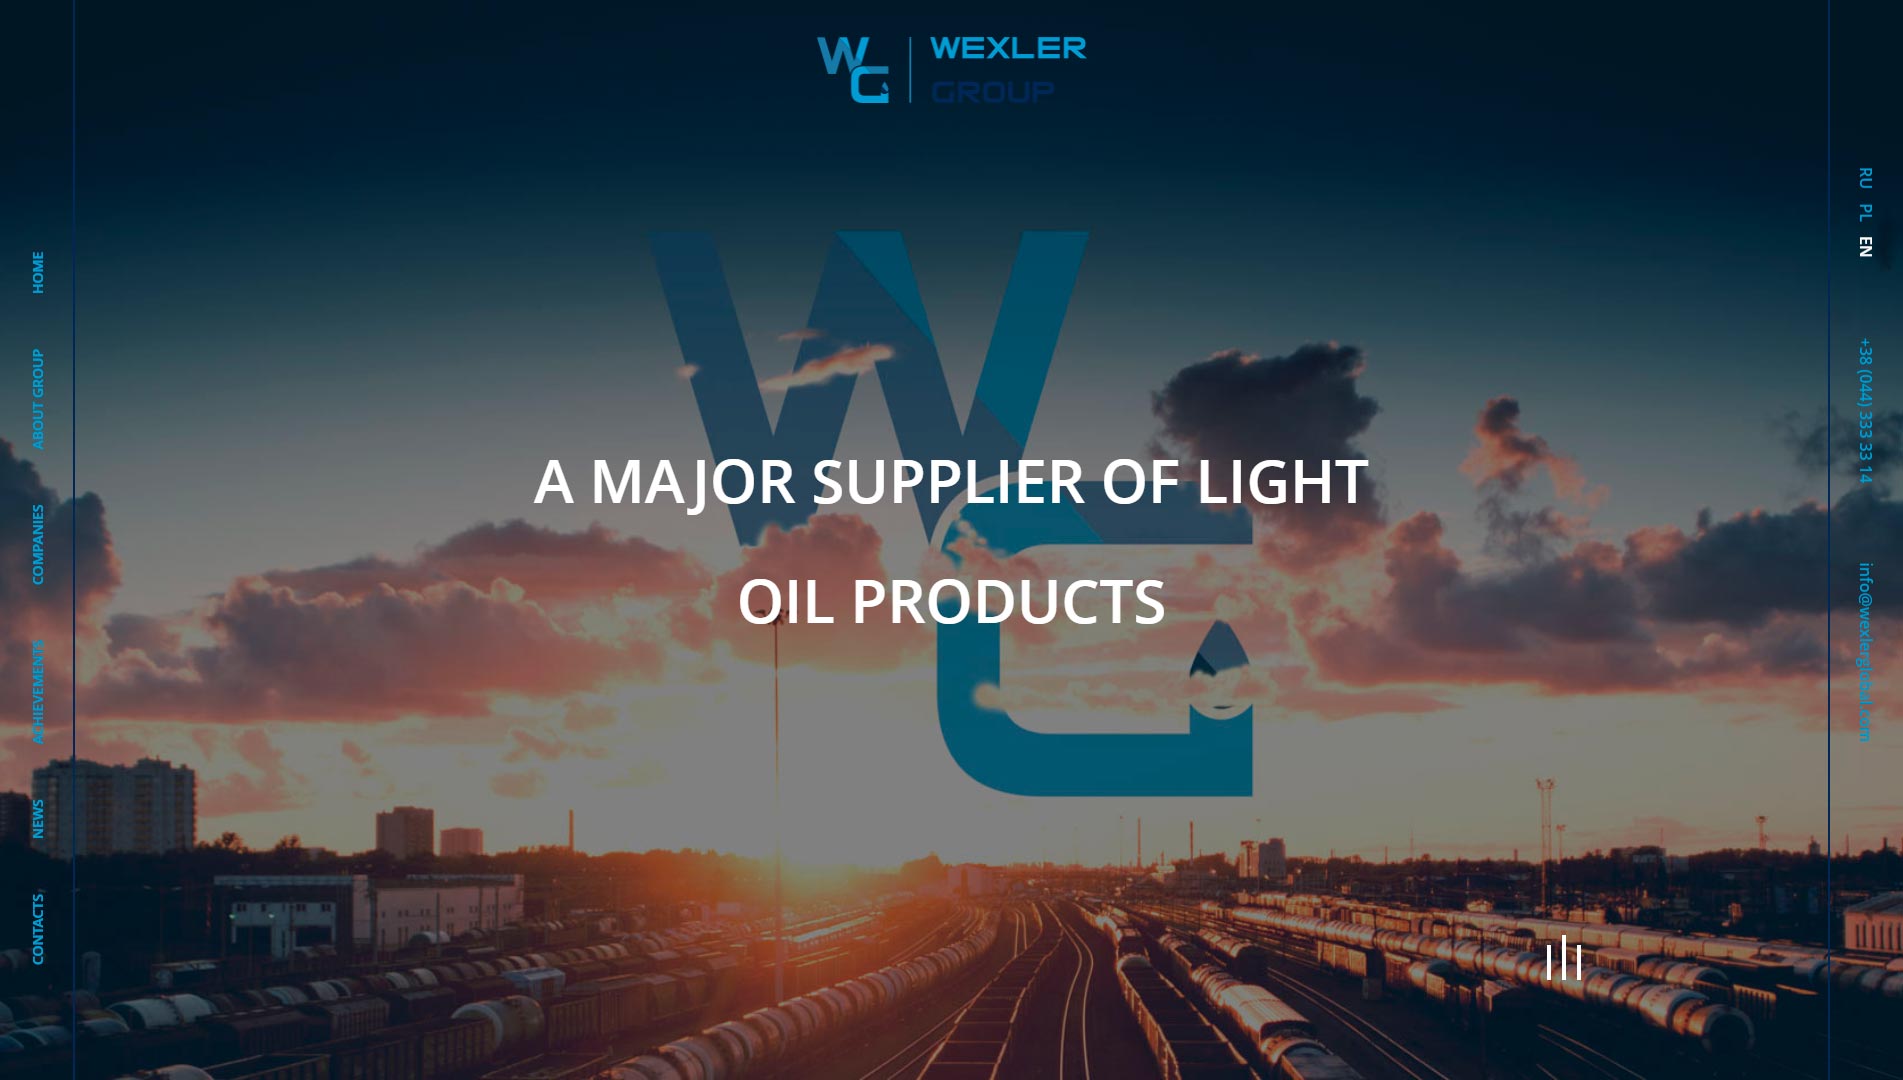 WG
WEXLER
GROUP
HOME
ABOUT GROUP
COMPANIES
ACHIEVEMENTS
NEWS
CONTACTS
WG
A MAJOR SUPPLIER OF LIGHT
OIL PRODUCTS
RU PL EN
+38 (044) 333 33 14
info@wexlerglobal.com